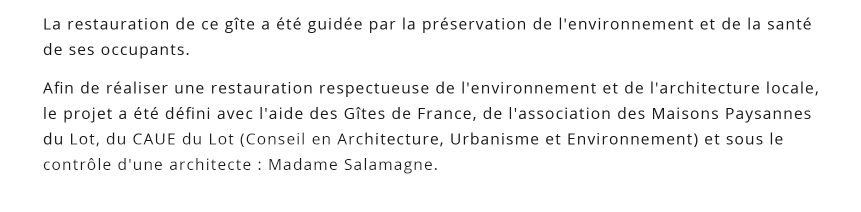 La restauration de ce gîte a été guidée par la préservation de l'environnement et de la santé
de ses occupants.
Afin de réaliser une restauration respectueuse de l'environnement et de l'architecture locale,
le projet a été défini avec l'aide des Gîtes de France, de l'association des Maisons Paysannes
du Lot, du CAUE du Lot (Conseil en Architecture, Urbanisme et Environnement) et sous le
contrôle d'une architecte : Madame Salamagne.